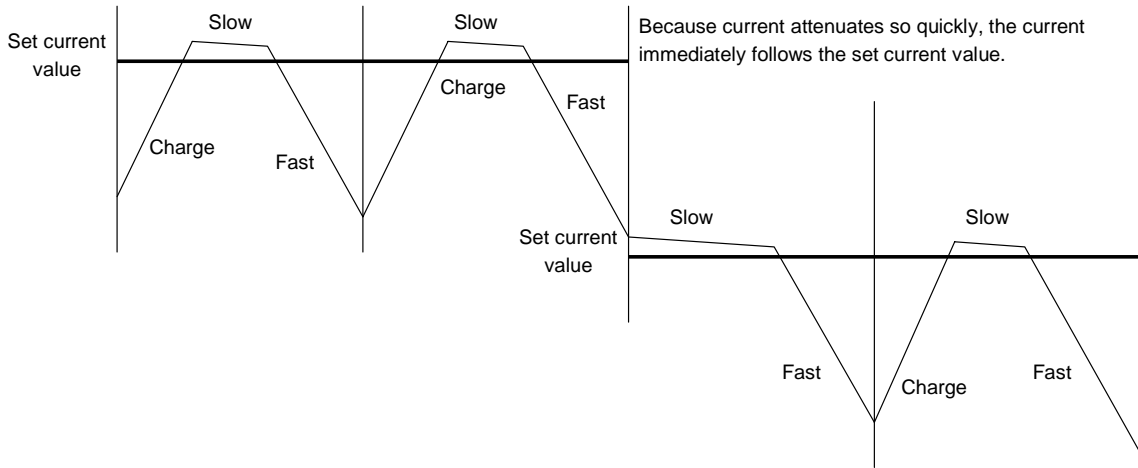 Slow
Slow
Because current attenuates so quickly, the current
immediately follows the set current value.
Set current
value
Charge
Fast
Charge
Fast
Slow
Slow
Set current
value
Fast
Charge
Fast